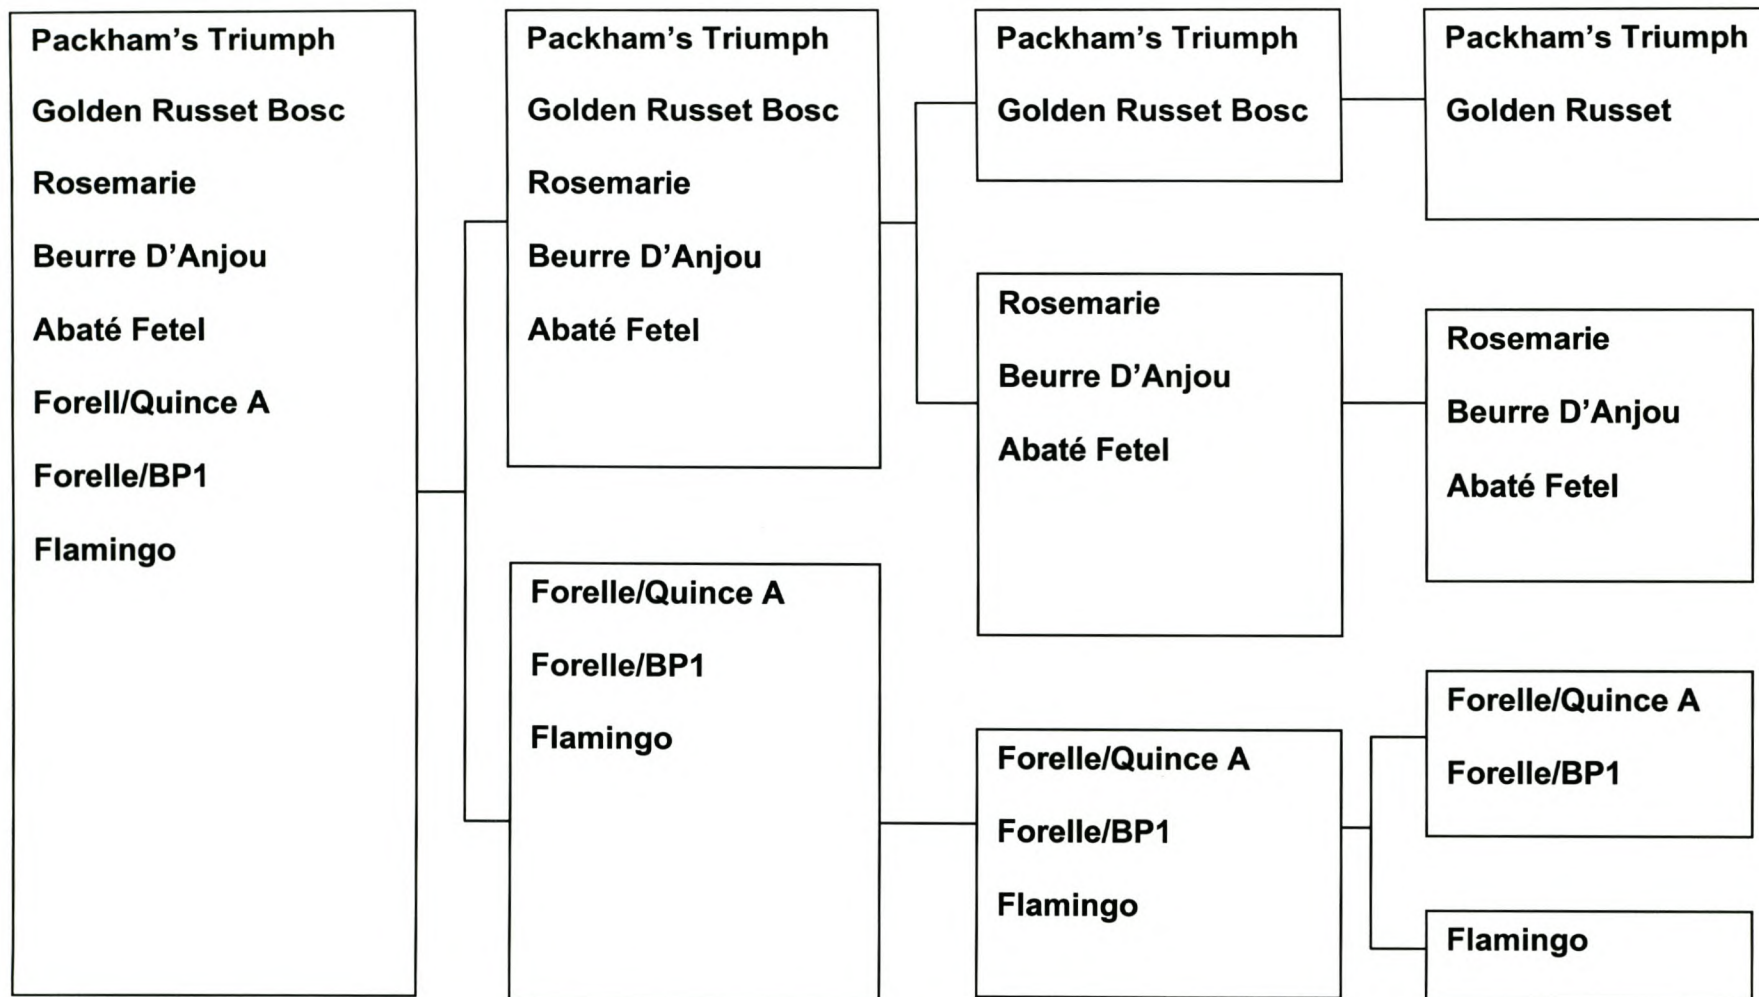 Packham’s Triumph
Golden Russet Bosc
Rosemarie
Beurre D’Anjou
Abaté Fetel
Forell/Quince A
Forelle/BP1
Flamingo
Packham’s Triumph
Golden Russet Bosc
Rosemarie
Beurre D’Anjou
Abaté Fetel
Forelle/Quince A
Forelle/BP1
Flamingo
Packham’s Triumph
Golden Russet Bosc
Rosemarie
Beurre D’Anjou
Abaté Fetel
Forelle/Quince A
Forelle/BP1
Flamingo
Packham’s Triumph
Golden Russet
Rosemarie
Beurre D’Anjou
Abaté Fetel
Forelle/Quince A
Forelle/BP1
Flamingo